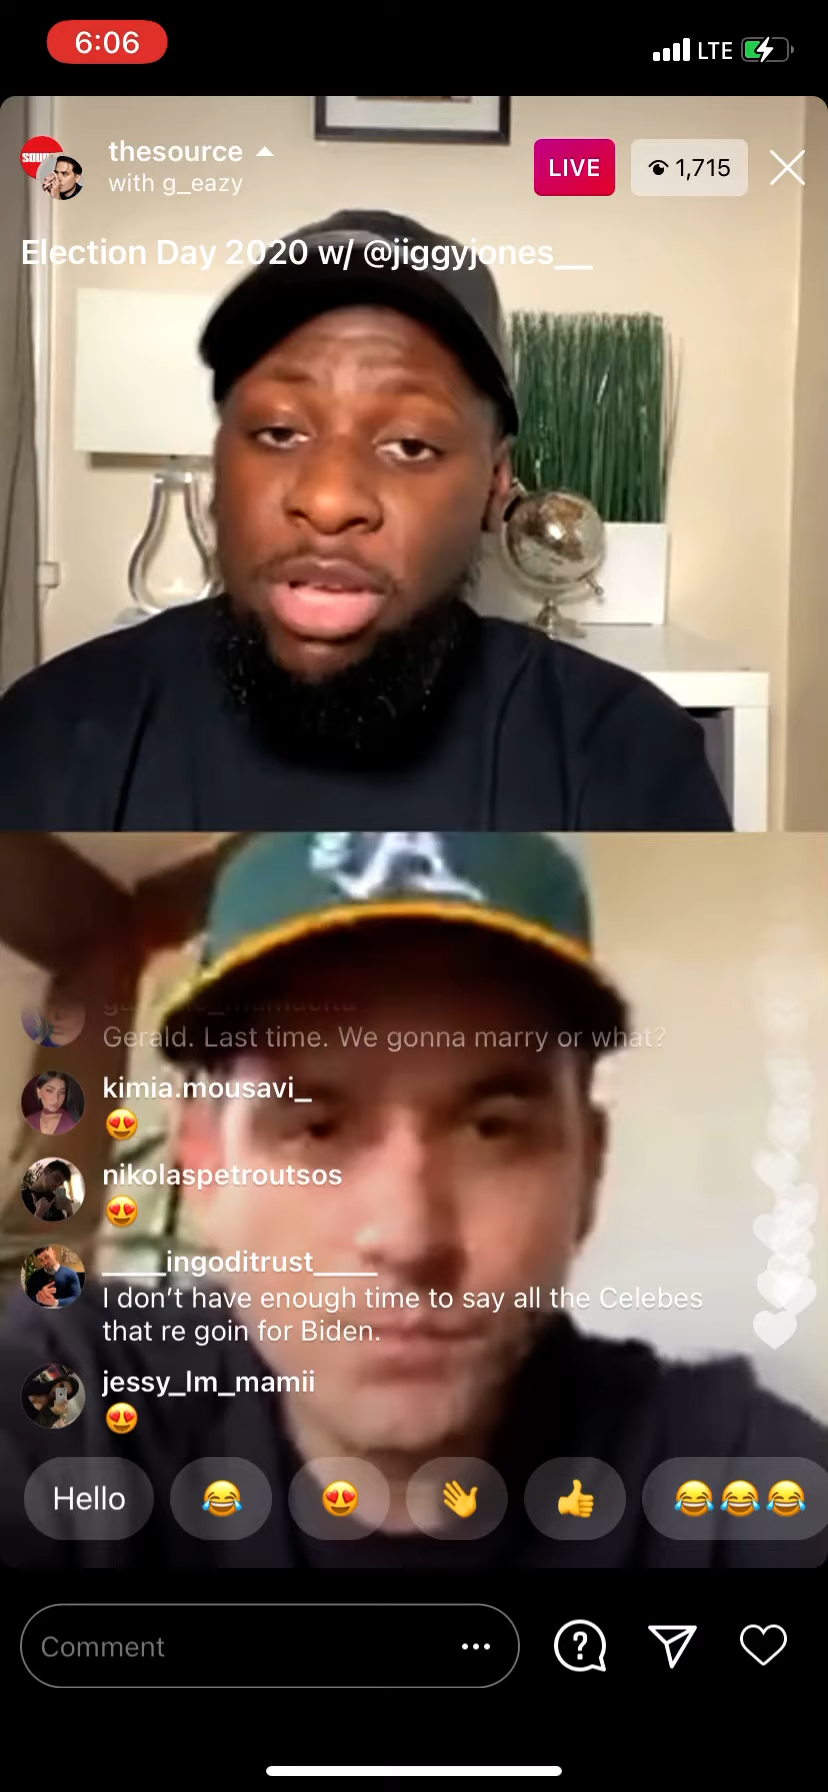 6:06
LTE
thesource
with g_eazy
LIVE
1,715
Election Day 2020 w/ @jiggyjones__
Gerald. Last time. We gonna marry or what?
kimia.mousavi_
😍
nikolaspetroutsos
😍
____ingoditrust____
I don’t have enough time to say all the Celebes
that re goin for Biden.
jessy_lm_mamii
😍
Hello 😂 😍 👋 👍 😂😂😂
Comment